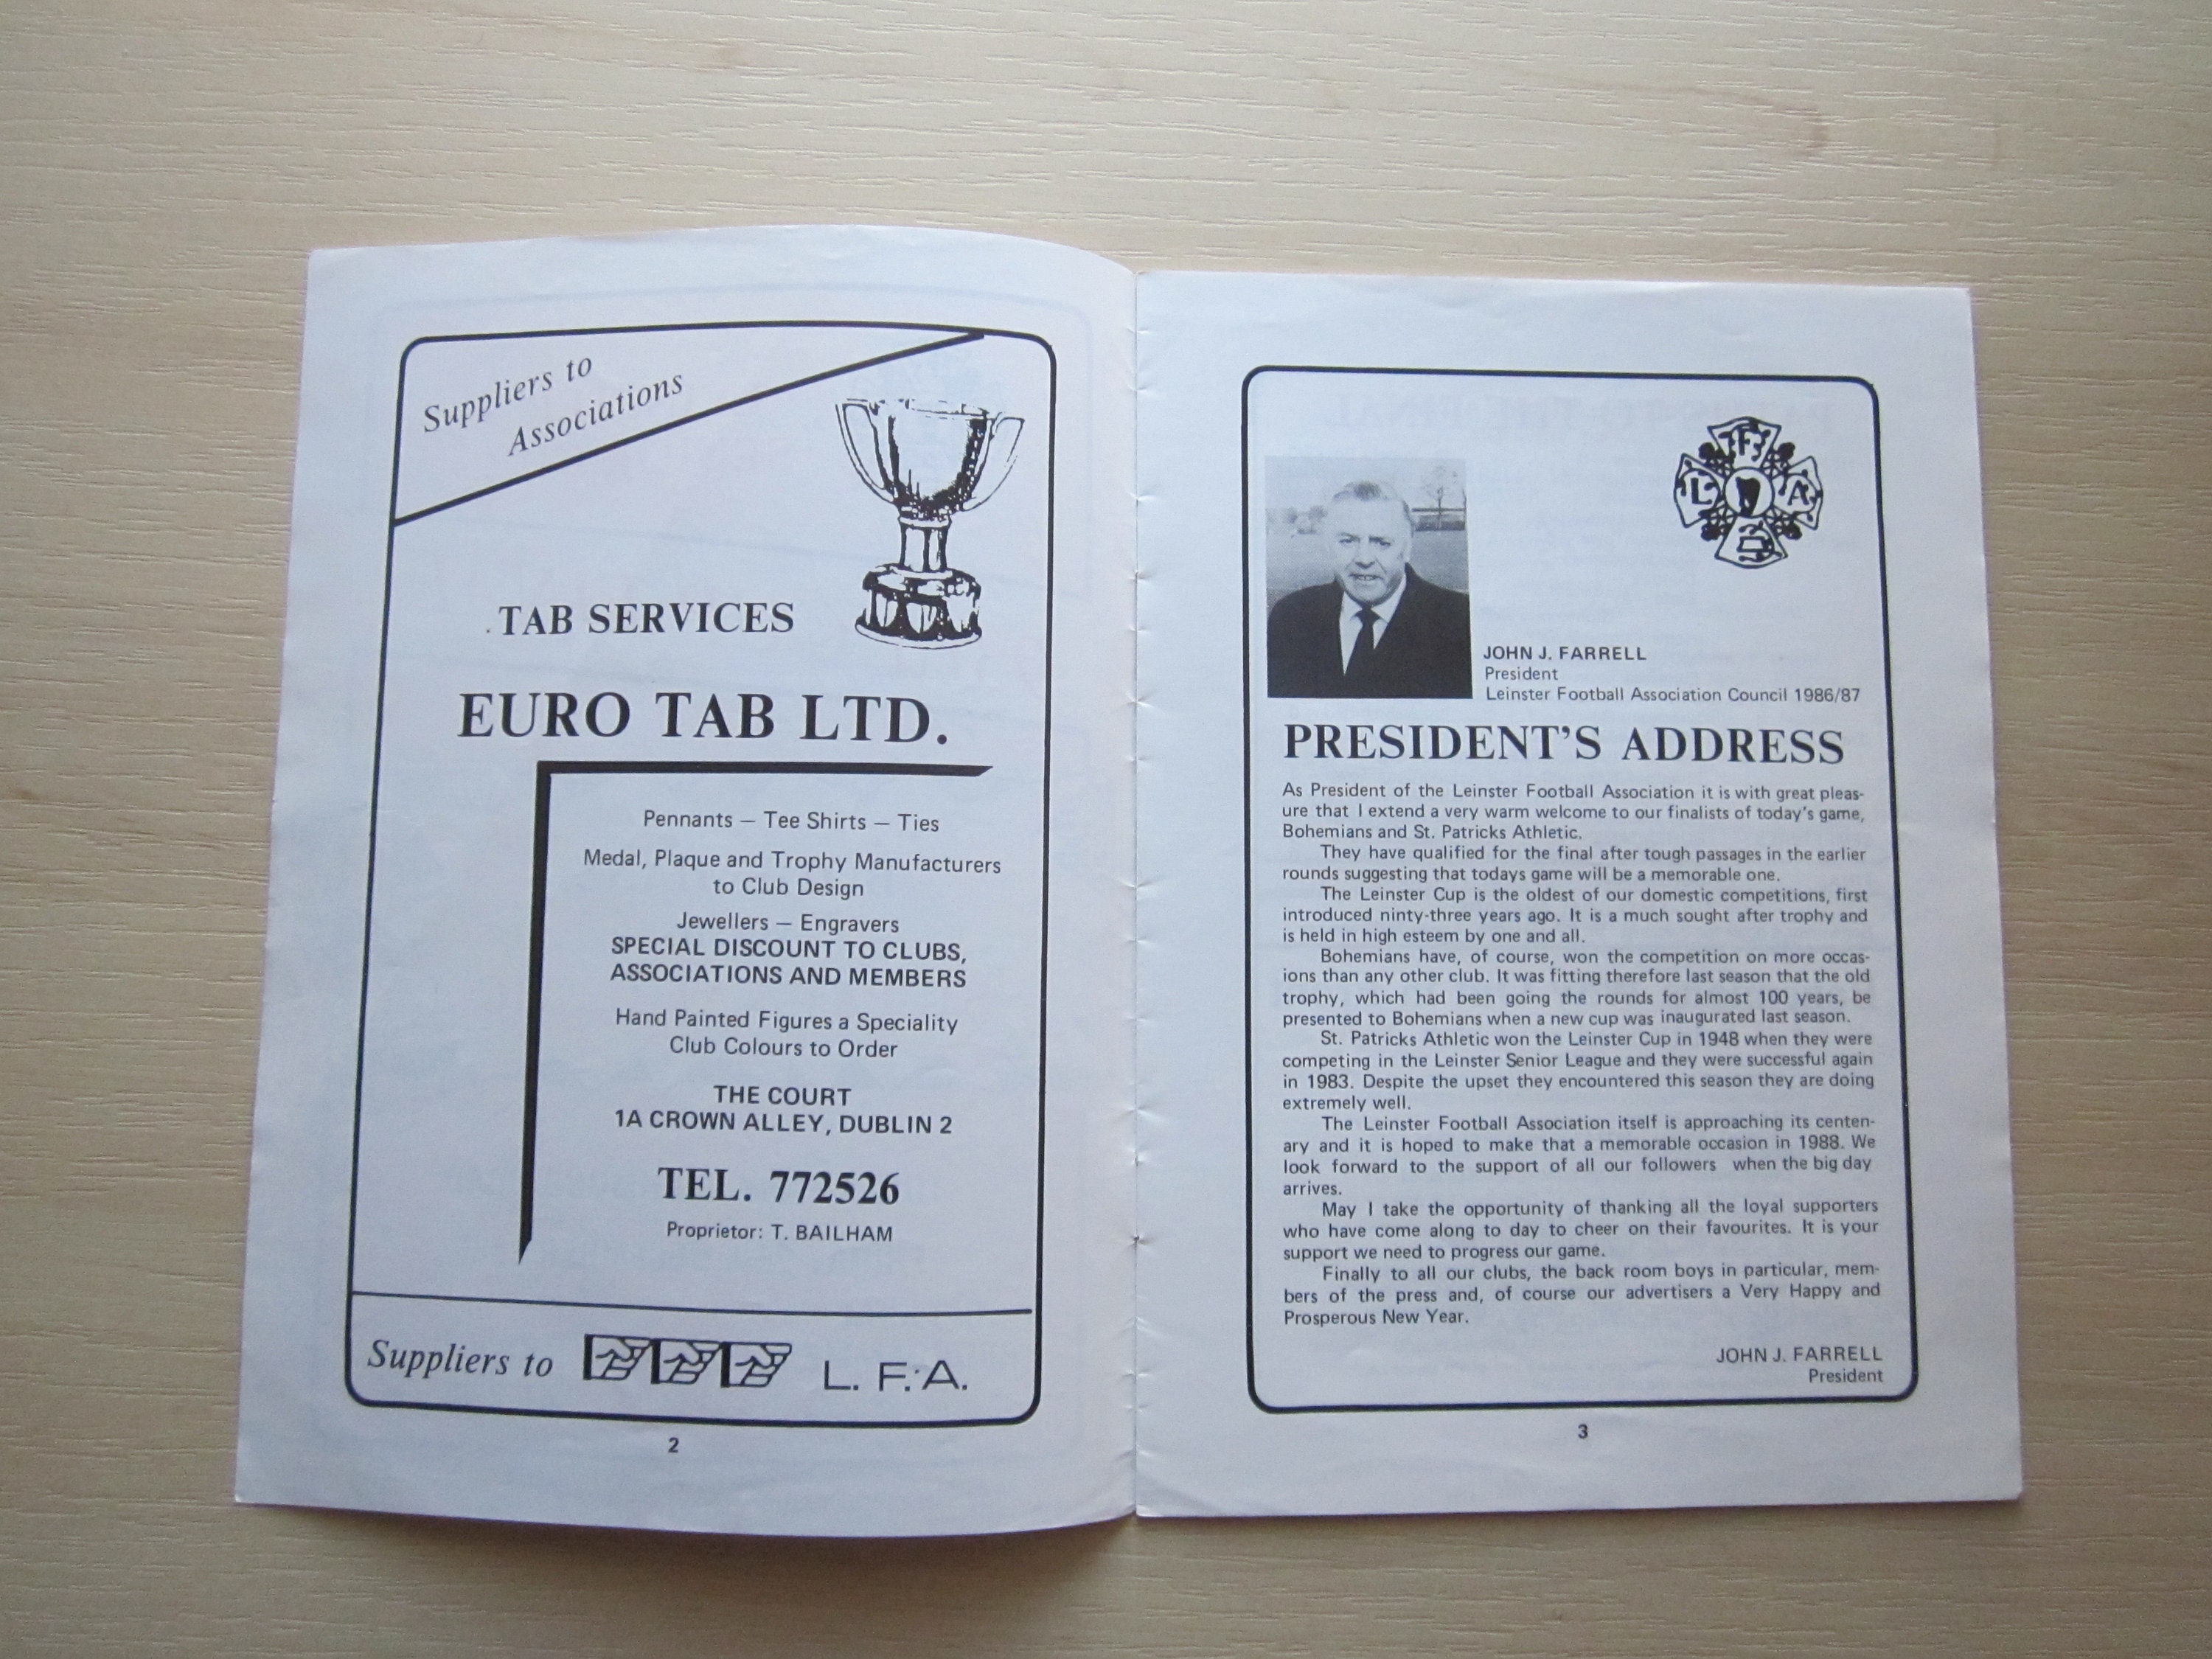 Suppliers to
Associations
TAB SERVICES
EURO TAB LTD.
Pennants — Tee Shirts — Ties
Medal, Plaque and Trophy Manufacturers
to Club Design
Jewellers — Engravers
SPECIAL DISCOUNT TO CLUBS,
ASSOCIATIONS AND MEMBERS
Hand Painted Figures a Speciality
Club Colours to Order
THE COURT
1A CROWN ALLEY, DUBLIN 2
TEL. 772526
Proprietor: T. BAILHAM
Suppliers to L. F. A.
2
L F A
JOHN J. FARRELL
President
Leinster Football Association Council 1986/87
PRESIDENT'S ADDRESS
As President of the Leinster Football Association it is with great pleas-
ure that I extend a very warm welcome to our finalists of today's game,
Bohemians and St. Patricks Athletic.
They have qualified for the final after tough passages in the earlier
rounds suggesting that todays game will be a memorable one.
The Leinster Cup is the oldest of our domestic competitions, first
introduced ninty-three years ago. It is a much sought after trophy and
is held in high esteem by one and all.
Bohemians have, of course, won the competition on more occas-
ions than any other club. It was fitting therefore last season that the old
trophy, which had been going the rounds for almost 100 years, be
presented to Bohemians when a new cup was inaugurated last season.
St. Patricks Athletic won the Leinster Cup in 1948 when they were
competing in the Leinster Senior League and they were successful again
in 1983. Despite the upset they encountered this season they are doing
extremely well.
The Leinster Football Association itself is approaching its centen-
ary and it is hoped to make that a memorable occasion in 1988. We
look forward to the support of all our followers when the big day
arrives.
May I take the opportunity of thanking all the loyal supporters
who have come along to day to cheer on their favourites. It is your
support we need to progress our game.
Finally to all our clubs, the back room boys in particular, mem-
bers of the press and, of course our advertisers a Very Happy and
Prosperous New Year.
JOHN J. FARRELL
President
3